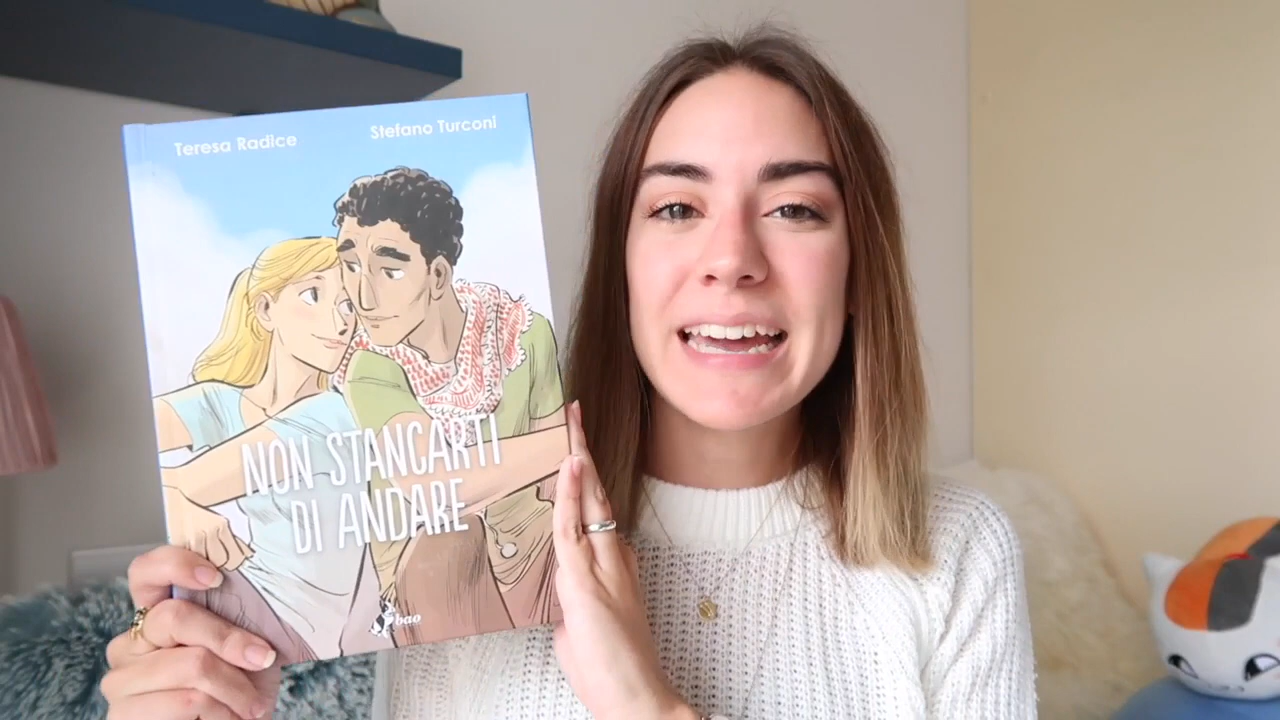 Teresa Radice
Stefano Turconi
NON STANCARTI
DI ANDARE
bao